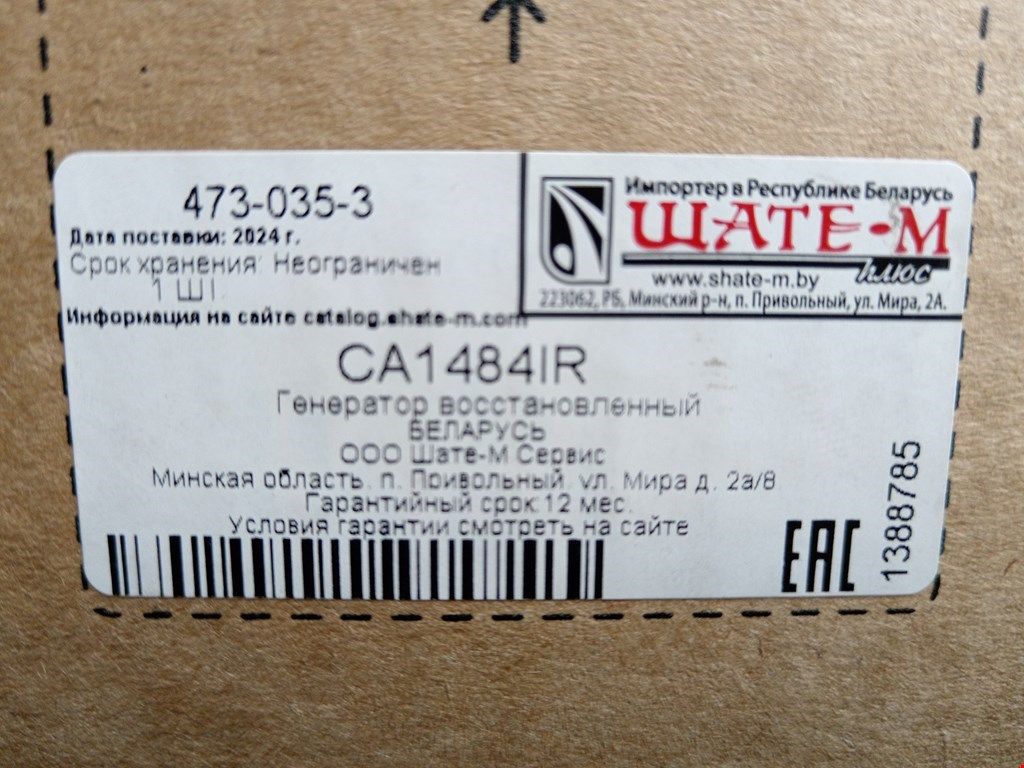 473-035-3
Дата поставки: 2024 г.
Срок хранения: Неограничен
1 ШТ.
Информация на сайте catalog.shate-m.com
Импортер в Республике Беларусь
ШАТЕ-М
плюс
www.shate-m.by
223062, РБ, Минский р-н, п. Привольный, ул. Мира, 2А.
CA1484IR
Генератор восстановленный
БЕЛАРУСЬ
ООО Шате-М Сервис
Минская область, п. Привольный, ул. Мира д. 2а/8
Гарантийный срок:12 мес.
Условия гарантии смотреть на сайте
EAC
1388785